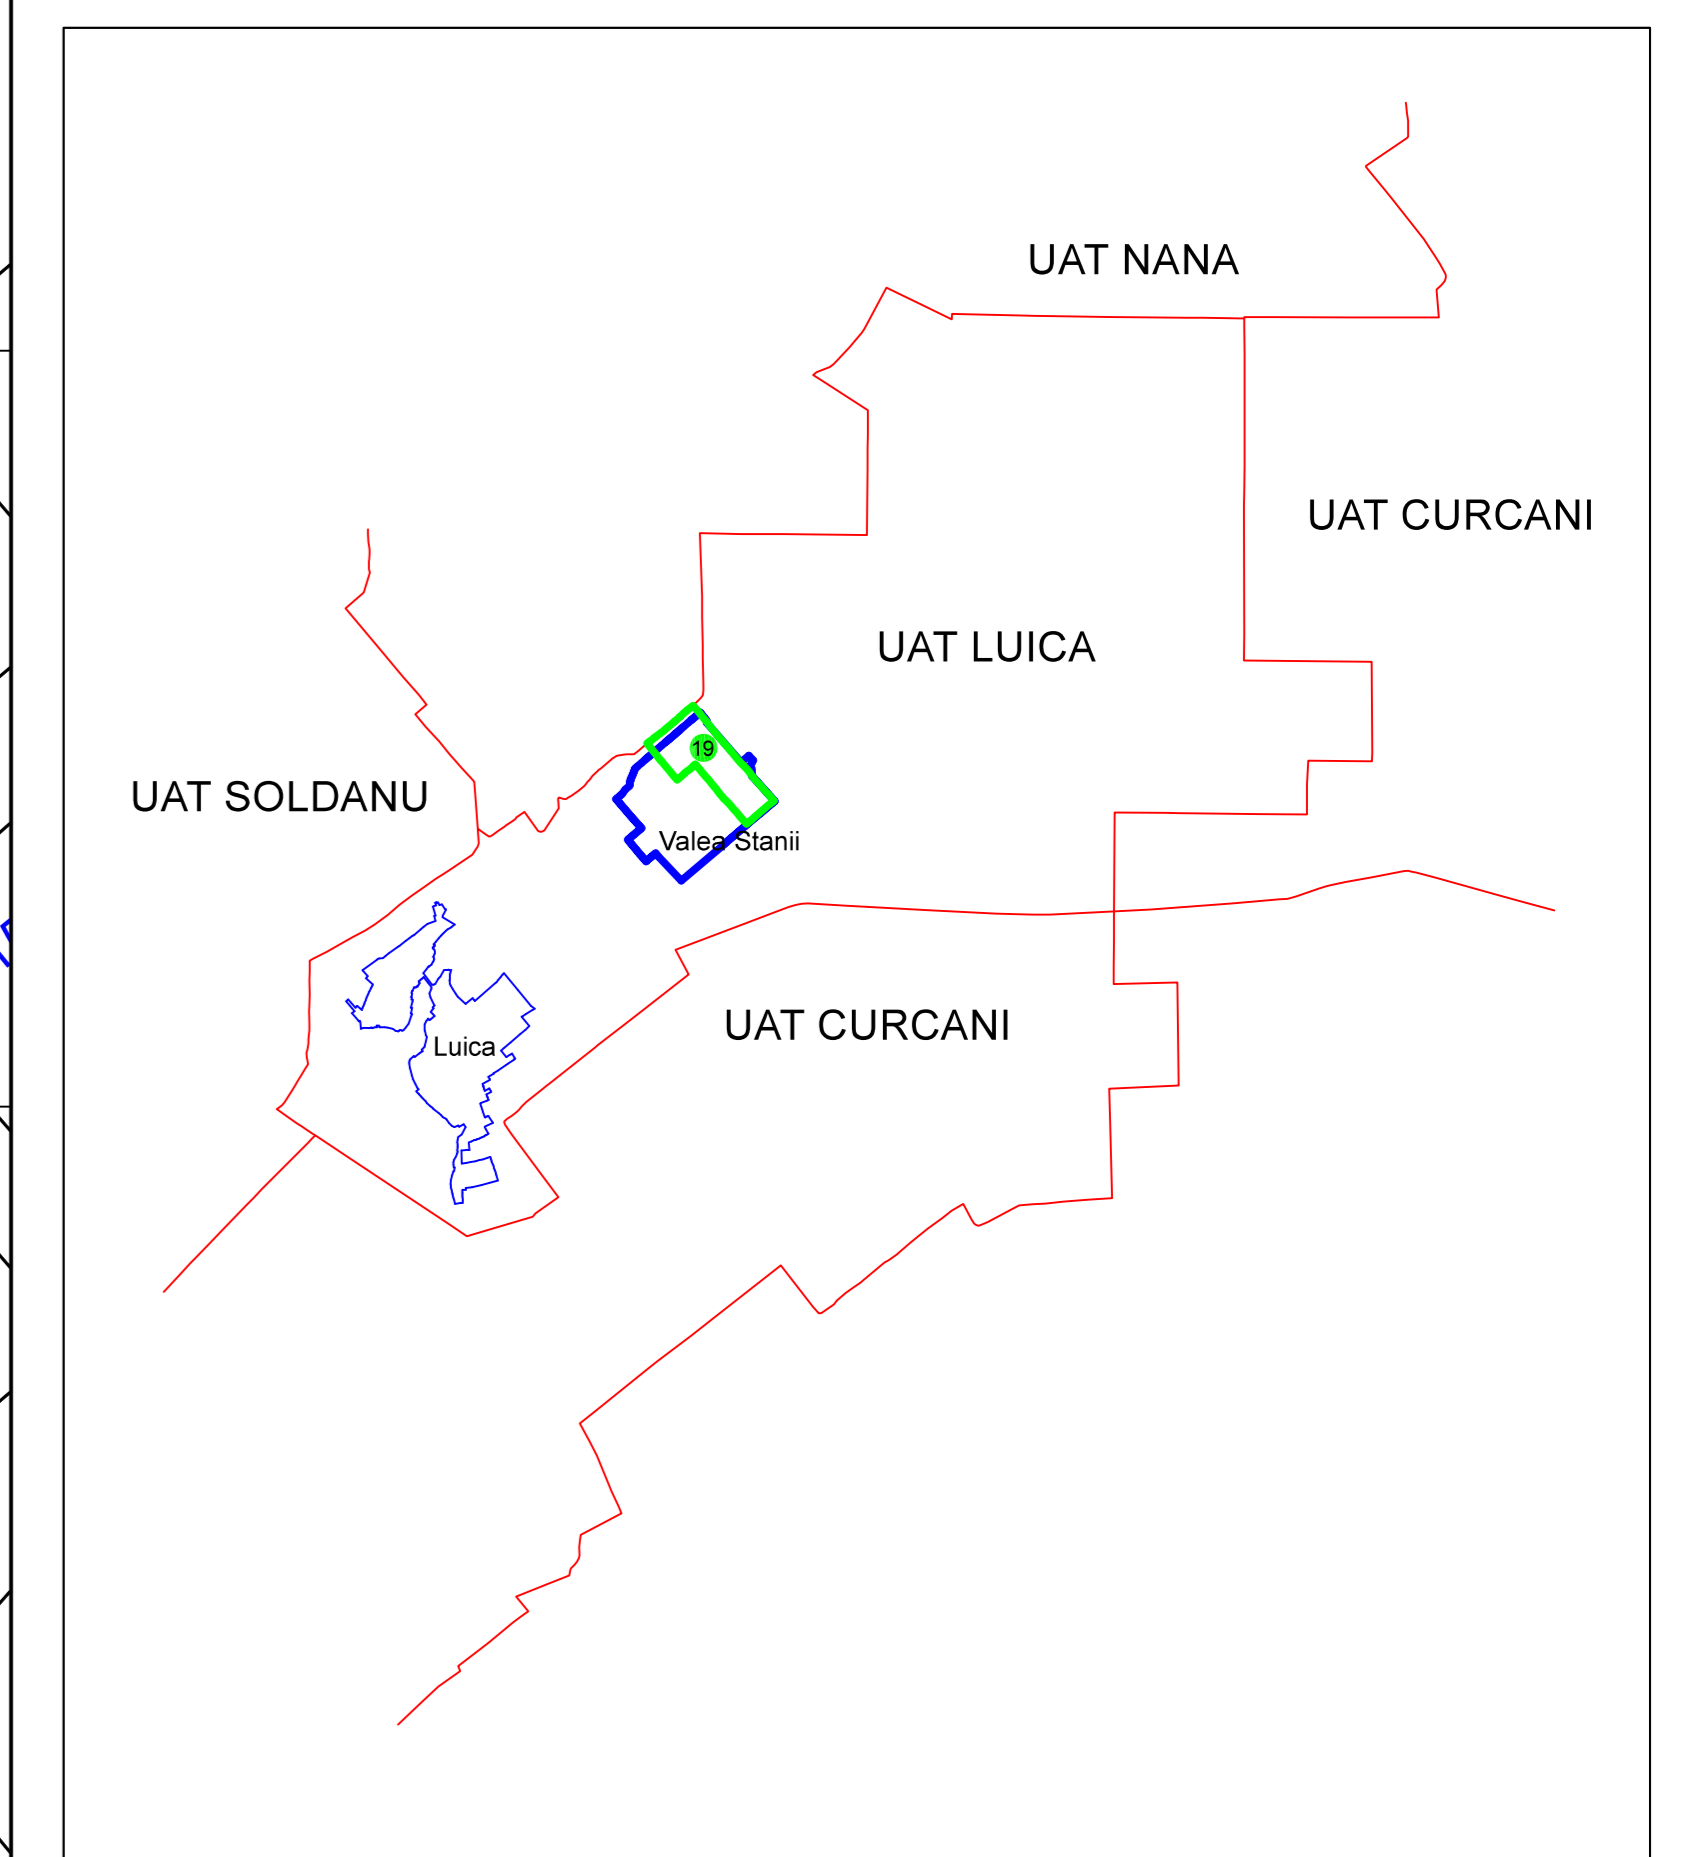 UAT NANA
UAT CURCANI
UAT LUICA
19
UAT SOLDANU
Valea Stanii
UAT CURCANI
Luica